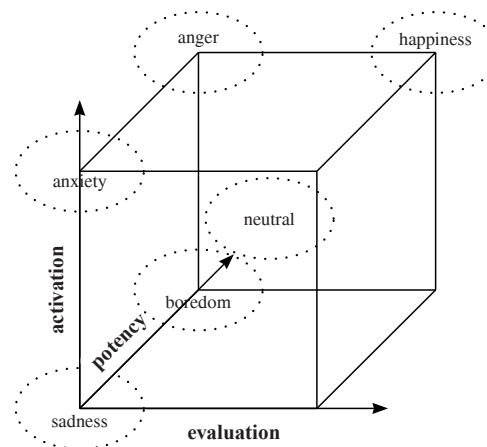 anger
happiness
anxiety
neutral
activation
boredom
potency
sadness
evaluation